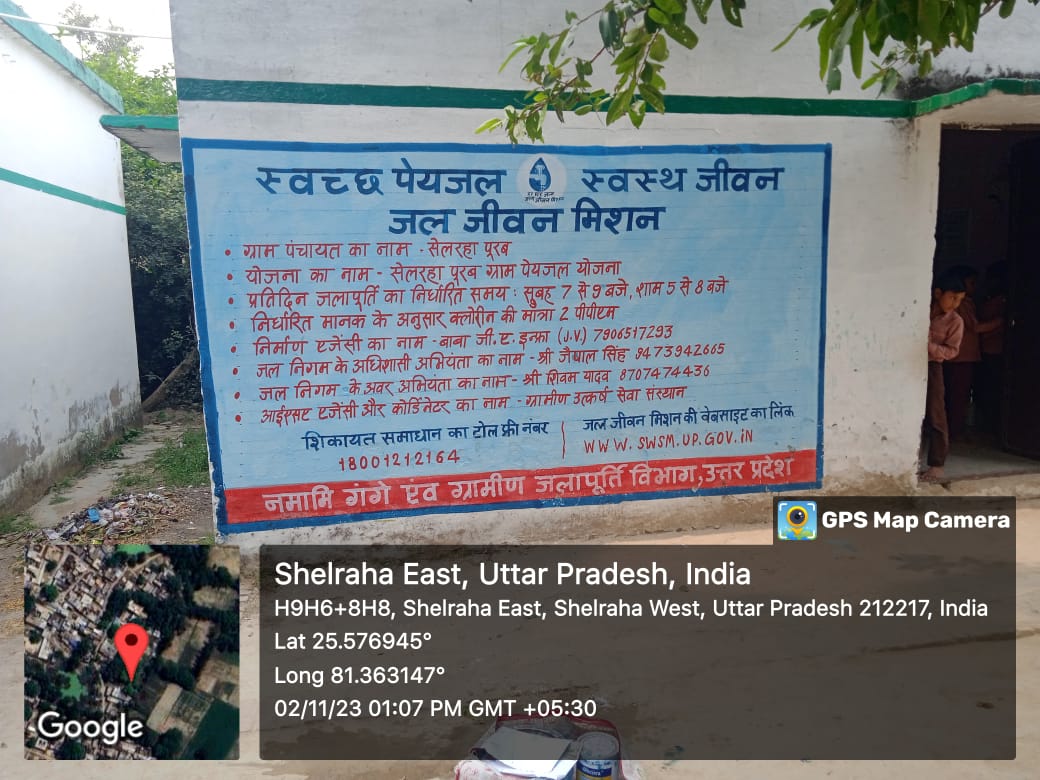 स्वच्छ पेयजल स्वस्थ जीवन
जल जीवन मिशन
• ग्राम पंचायत का नाम - सेलरहा पूरब
• योजना का नाम - सेलरहा पूरब ग्राम पेयजल योजना
• प्रतिदिन जलापूर्ति का निर्धारित समय : सुबह 7 से 9 बजे, शाम 5 से 8 बजे
• निर्धारित मानक के अनुसार क्लोरीन की मात्रा 2 पीपीएम
• निर्माण एजेंसी का नाम - बाबा जी.ए. इन्फ्रा (J.V.) 7906517293
• जल निगम के अधिशासी अभियंता का नाम - श्री जैपाल सिंह 9473942665
• जल निगम के अवर अभियंता का नाम - श्री शिवम यादव 8707474436
• आईएसए एजेंसी और कोर्डिनेटर का नाम - ग्रामीण उत्कर्ष सेवा संस्थान
शिकायत समाधान का टोल फ्री नंबर
18001212164
जल जीवन मिशन की वेबसाइट का लिंक
WWW.SWSM.UP.GOV.iN
नमामि गंगे एंव ग्रामीण जलापूर्ति विभाग, उत्तर प्रदेश
GPS Map Camera
Shelraha East, Uttar Pradesh, India
H9H6+8H8, Shelraha East, Shelraha West, Uttar Pradesh 212217, India
Lat 25.576945°
Long 81.363147°
02/11/23 01:07 PM GMT +05:30
Google